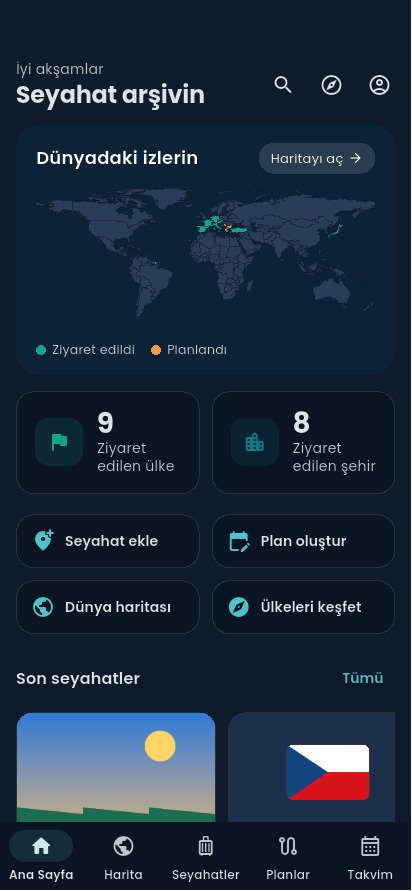 İyi akşamlar
Seyahat arşivin
Dünyadaki izlerin
Haritayı aç
Ziyaret edildi
Planlandı
9
Ziyaret
edilen ülke
8
Ziyaret
edilen şehir
Seyahat ekle
Plan oluştur
Dünya haritası
Ülkeleri keşfet
Son seyahatler
Tümü
Ana Sayfa
Harita
Seyahatler
Planlar
Takvim